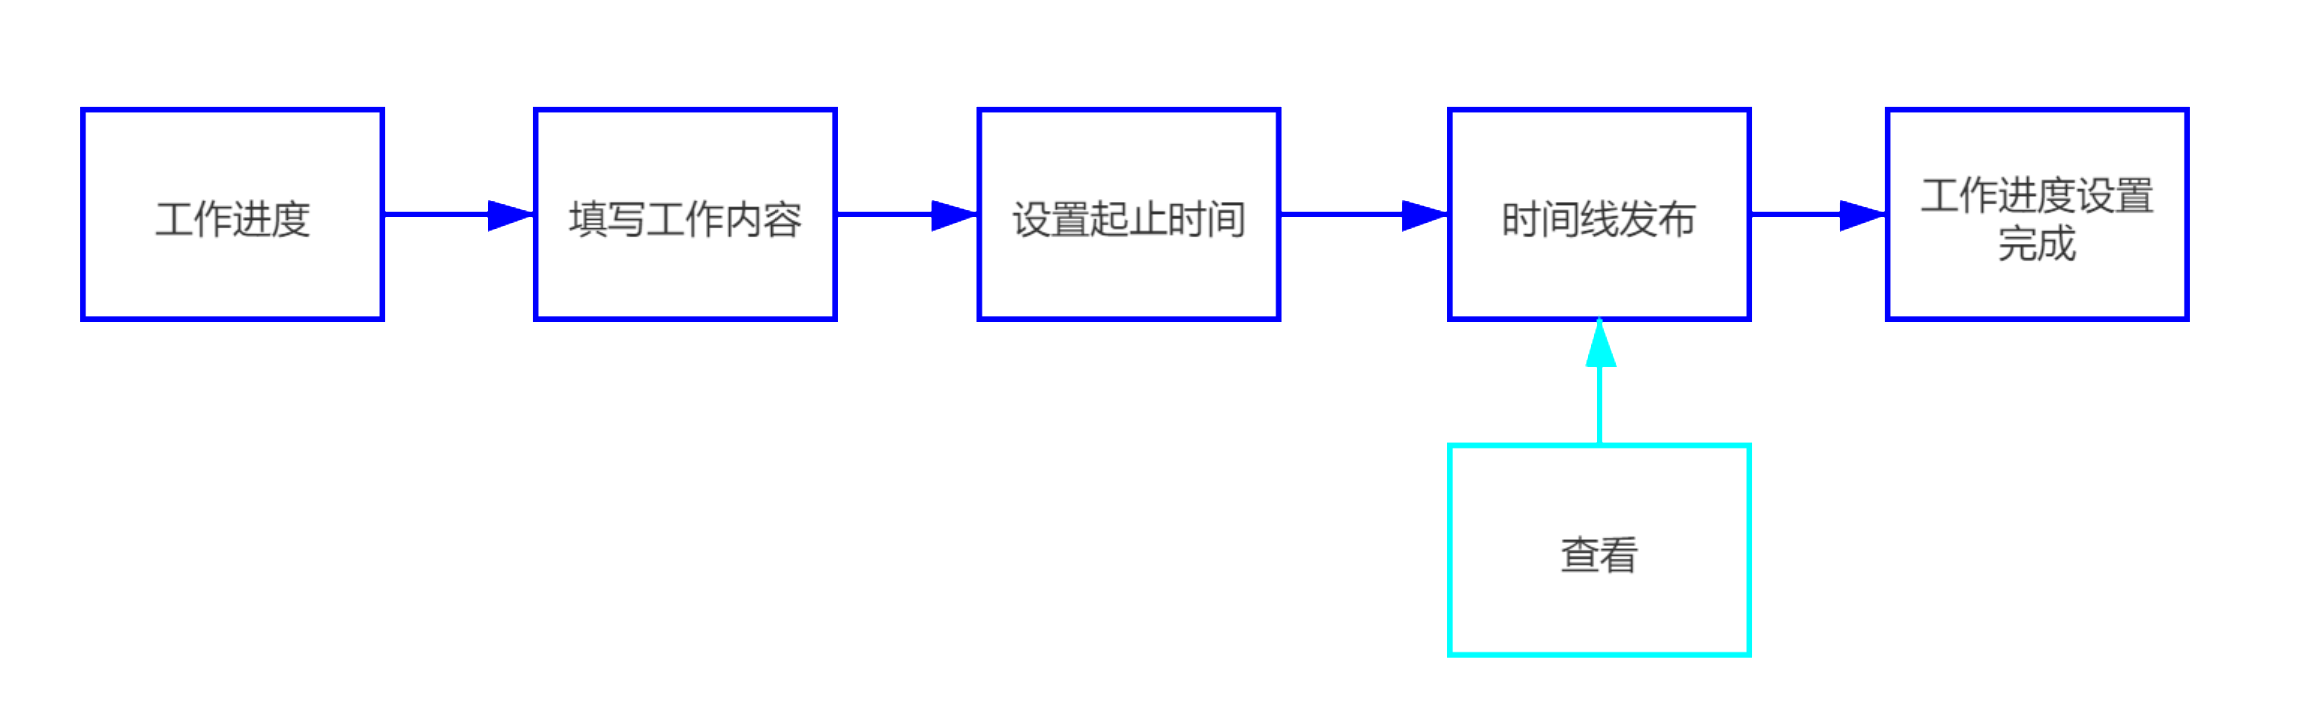 工作进度
填写工作内容
设置起止时间
时间线发布
工作进度设置
完成
查看